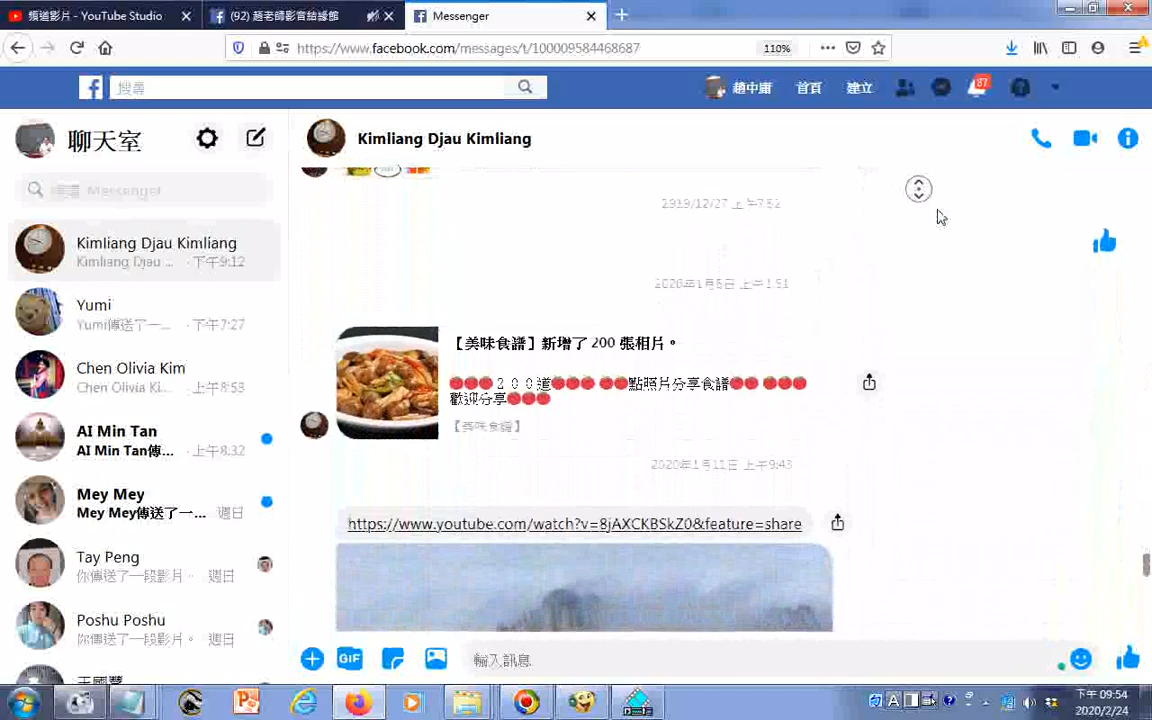 頻道影片 - YouTube Studio
(92) 趙老師影音結緣館
Messenger
https://www.facebook.com/messages/t/100009584468687
110%
搜尋
趙中庸
首頁
建立
87
聊天室
Kimliang Djau Kimliang
Messenger
Kimliang Djau Kimliang
Kimliang Djau ... · 下午9:12
Yumi
Yumi傳送了一... · 下午7:27
Chen Olivia Kim
Chen Olivia Ki... · 上午8:53
AI Min Tan
AI Min Tan傳... · 上午8:32
Mey Mey
Mey Mey傳送了一... 週日
Tay Peng
你傳送了一段影片。 週日
Poshu Poshu
你傳送了一段影片。 週日
2019/12/27 上午7:52
上午1:51
【美味食譜】新增了 200 張相片。
２００道 點照片分享食譜
歡迎分享
【美味食譜】
2020年1月11日 上午9:43
https://www.youtube.com/watch?v=8jAXCKBSkZ0&feature=share
GIF
輸入訊息
下午 09:54
2020/2/24